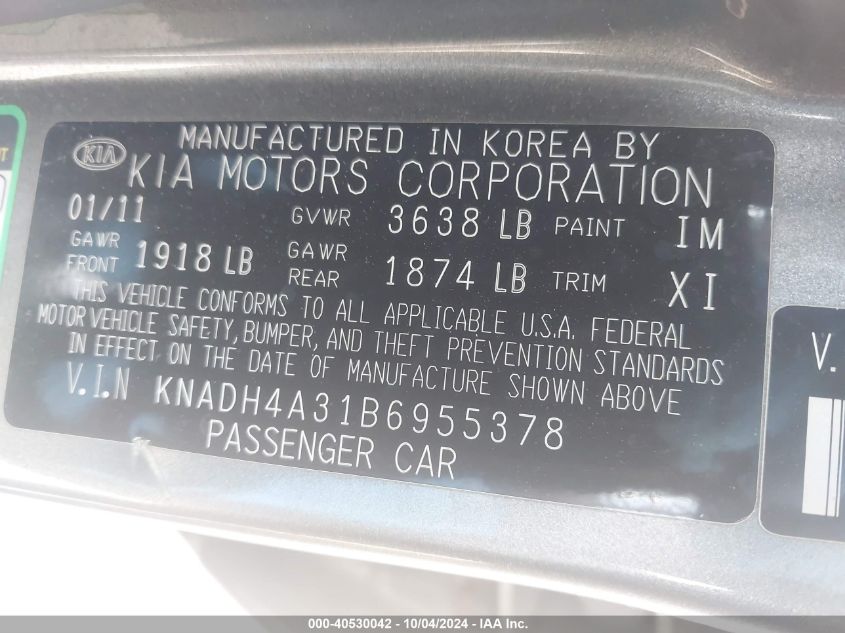 MANUFACTURED IN KOREA BY
KIA KIA MOTORS CORPORATION
01/11 GVWR 3638 LB PAINT IM
GAWR FRONT 1918 LB GAWR REAR 1874 LB TRIM XI
THIS VEHICLE CONFORMS TO ALL APPLICABLE U.S.A. FEDERAL
MOTOR VEHICLE SAFETY, BUMPER, AND THEFT PREVENTION STANDARDS
IN EFFECT ON THE DATE OF MANUFACTURE SHOWN ABOVE
V.I.N KNADH4A31B6955378
PASSENGER CAR
V.
000-40530042 - 10/04/2024 - IAA Inc.